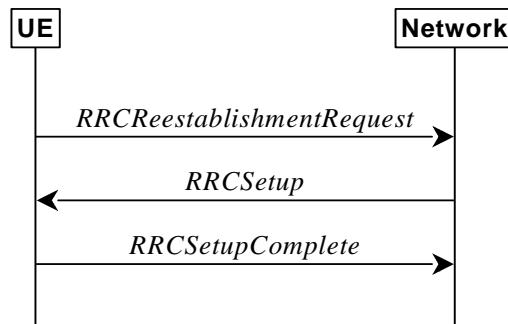 UE
Network
RRCReestablishmentRequest
RRCSetup
RRCSetupComplete